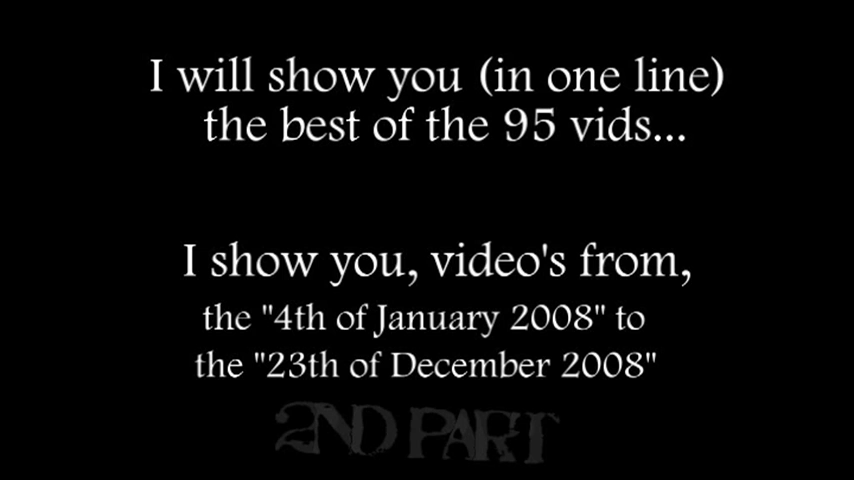 I will show you (in one line)
the best of the 95 vids...
I show you, video's from,
the "4th of January 2008" to
the "23th of December 2008"
2ND PART